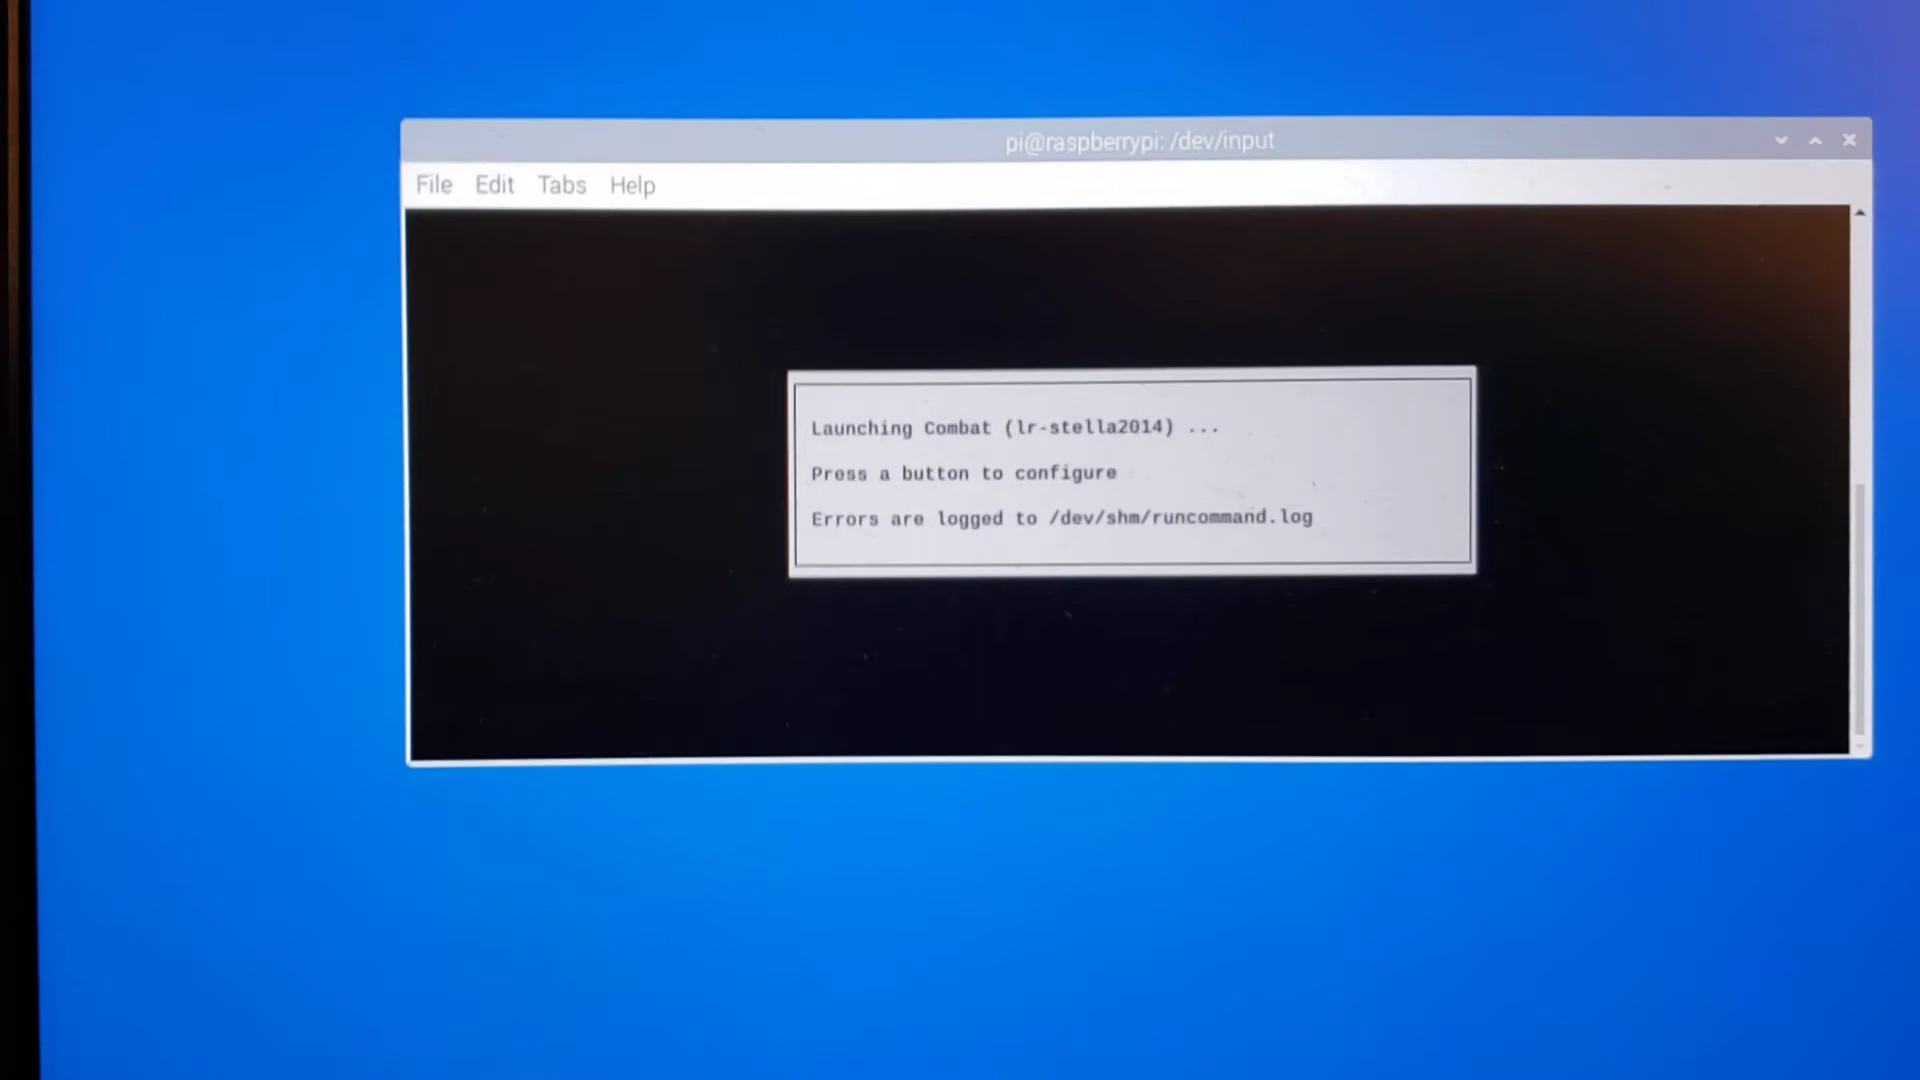 pi@raspberrypi: /dev/input
File Edit Tabs Help
Launching Combat (lr-stella2014) ...
Press a button to configure
Errors are logged to /dev/shm/runcommand.log